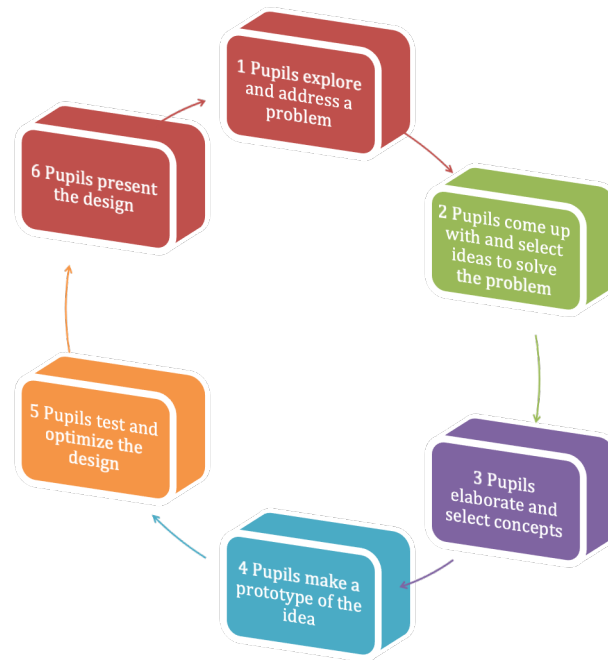 1 Pupils explore
and address a
problem
2 Pupils come up
with and select
ideas to solve
the problem
3 Pupils
elaborate and
select concepts
4 Pupils make a
prototype of the
idea
5 Pupils test and
optimize the
design
6 Pupils present
the design